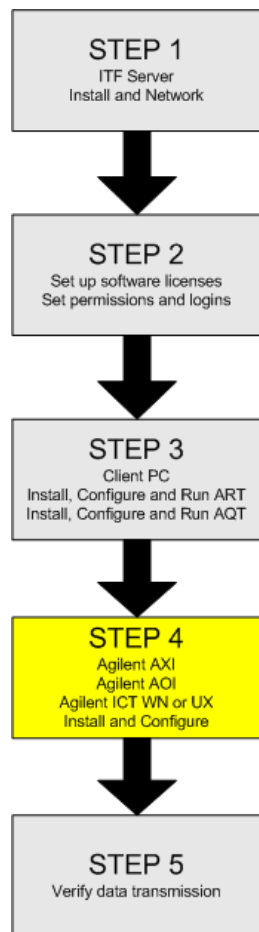 STEP 1
ITF Server
Install and Network
STEP 2
Set up software licenses
Set permissions and logins
STEP 3
Client PC
Install, Configure and Run ART
Install, Configure and Run AQT
STEP 4
Agilent AXI
Agilent AOI
Agilent ICT WN or UX
Install and Configure
STEP 5
Verify data transmission